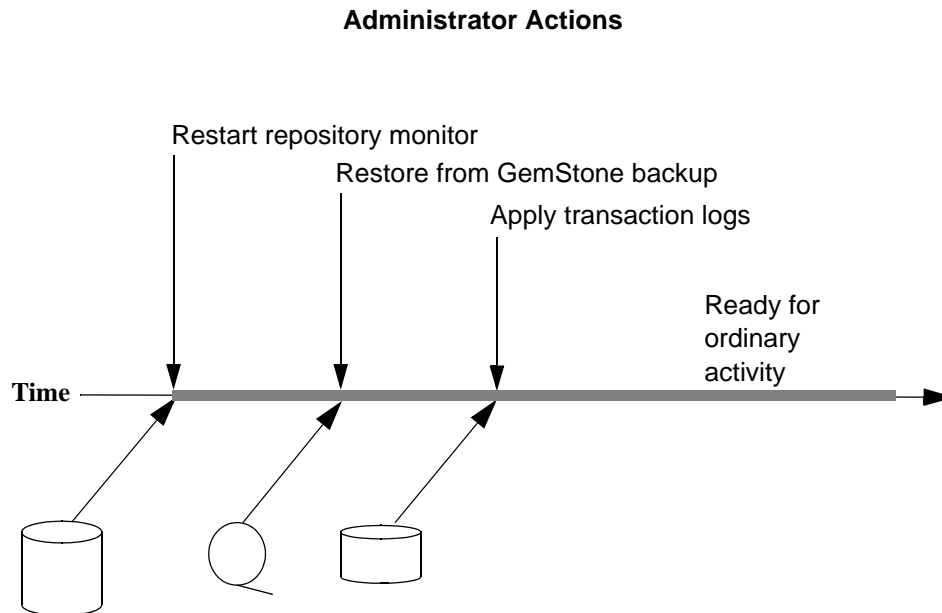 Administrator Actions
Restart repository monitor
Restore from GemStone backup
Apply transaction logs
Ready for
ordinary
activity
Time